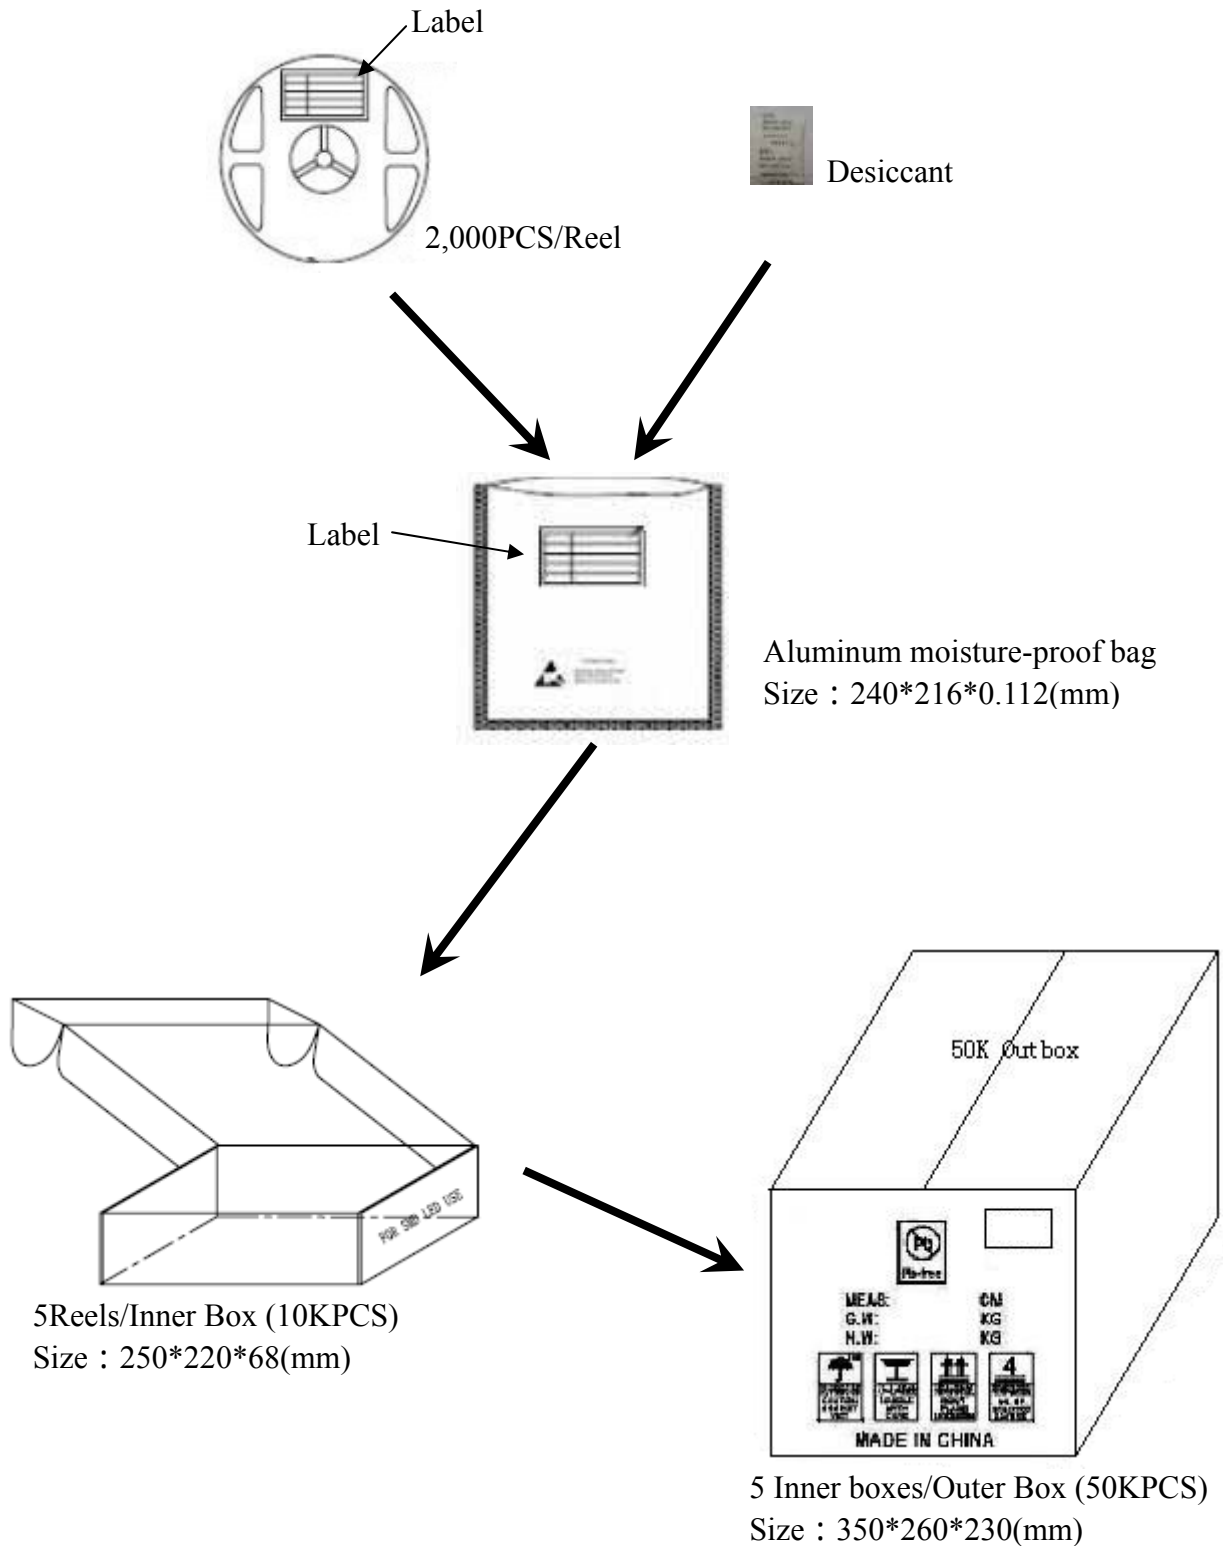 Label
Desiccant
2,000PCS/Reel
Label
Aluminum moisture-proof bag
Size：240*216*0.112(mm)
50K Outbox
FOR SMD LED USE
5Reels/Inner Box (10KPCS)
Size：250*220*68(mm)
Pb
Pb-free
MEAS: CM
G.W: KG
N.W: KG
4
MADE IN CHINA
5 Inner boxes/Outer Box (50KPCS)
Size：350*260*230(mm)